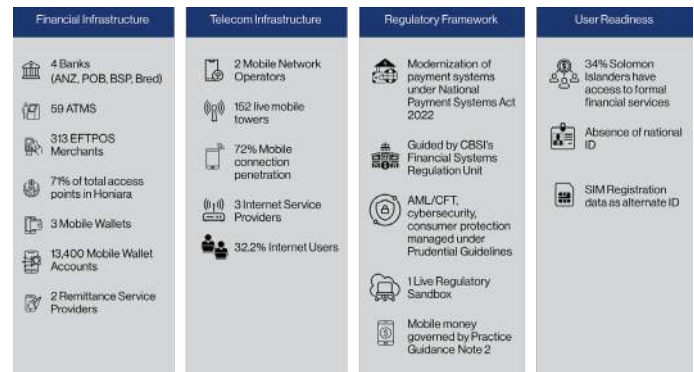 Financial Infrastructure
4 Banks
(ANZ, POB, BSP, Bred)
59 ATMS
313 EFTPOS
Merchants
71% of total access
points in Honiara
3 Mobile Wallets
13,400 Mobile Wallet
Accounts
2 Remittance Service
Providers
Telecom Infrastructure
2 Mobile Network
Operators
152 live mobile
towers
72% Mobile
connection
penetration
3 Internet Service
Providers
32.2% Internet Users
Regulatory Framework
Modernization of
payment systems
under National
Payment Systems Act
2022
Guided by CBSI's
Financial Systems
Regulation Unit
AML/CFT,
cybersecurity,
consumer protection
managed under
Prudential Guidelines
1 Live Regulatory
Sandbox
Mobile money
governed by Practice
Guidance Note 2
User Readiness
34% Solomon
Islanders have
access to formal
financial services
Absence of national
ID
SIM Registration
data as alternate ID